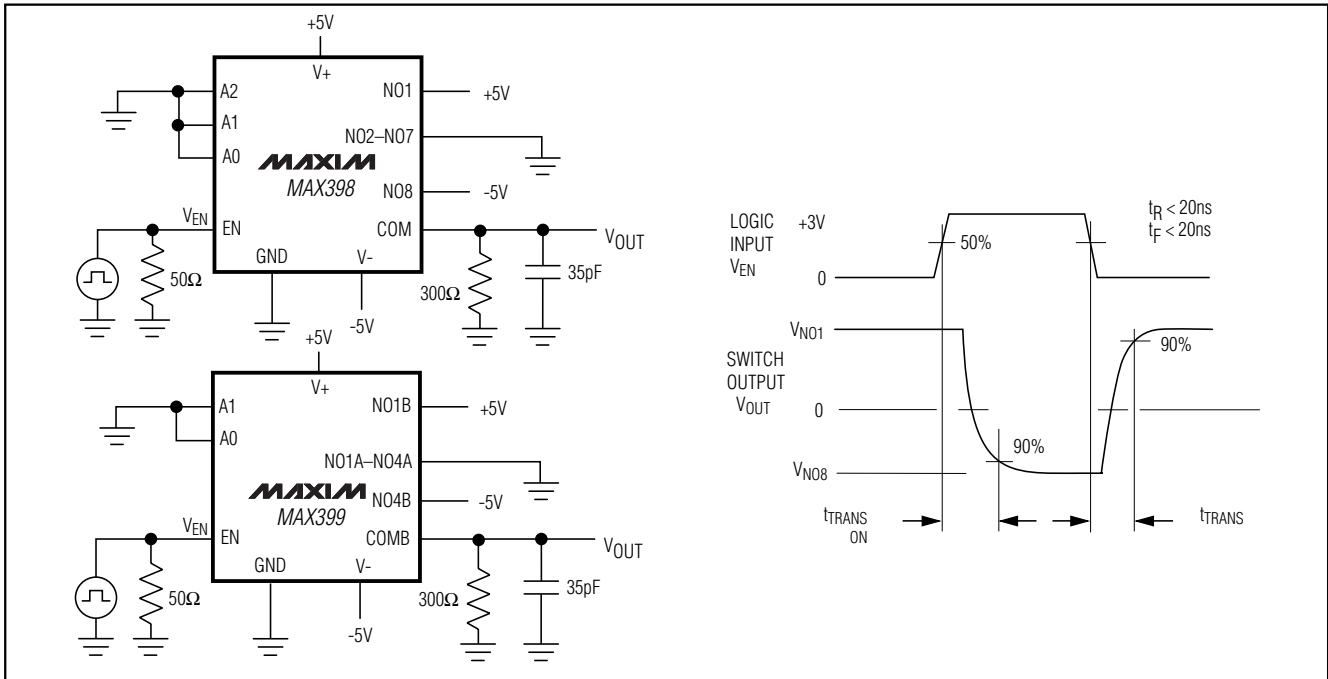 +5V
V+
A2
A1
A0
NO1
+5V
NO2–NO7
MAXIM
MAX398
NO8
-5V
VEN
EN
COM
VOUT
GND
V-
50Ω
300Ω
35pF
-5V
+5V
V+
A1
A0
NO1B
+5V
NO1A–NO4A
MAXIM
MAX399
NO4B
-5V
VEN
EN
COMB
VOUT
GND
V-
50Ω
300Ω
35pF
-5V
LOGIC
INPUT
VEN
+3V
0
50%
tR < 20ns
tF < 20ns
VNO1
SWITCH
OUTPUT
VOUT
0
VNO8
90%
90%
tTRANS
ON
tTRANS